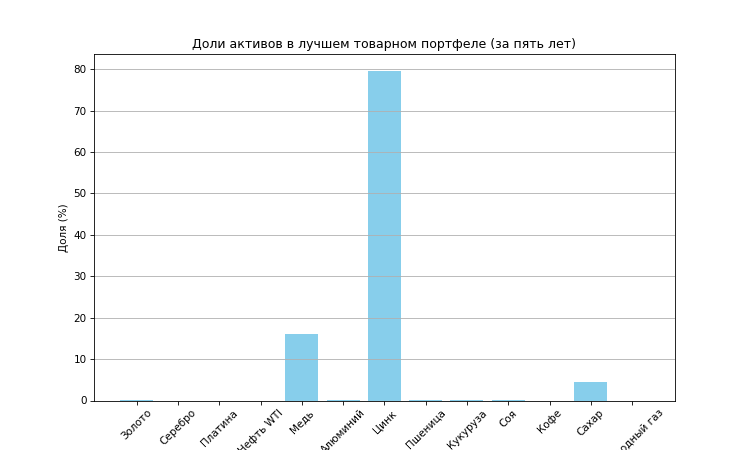 Доли активов в лучшем товарном портфеле (за пять лет)
Доля (%)
80
70
60
50
40
30
20
10
0
Золото
Серебро
Платина
Нефть WTI
Медь
Алюминий
Цинк
Пшеница
Кукуруза
Соя
Кофе
Сахар
газ